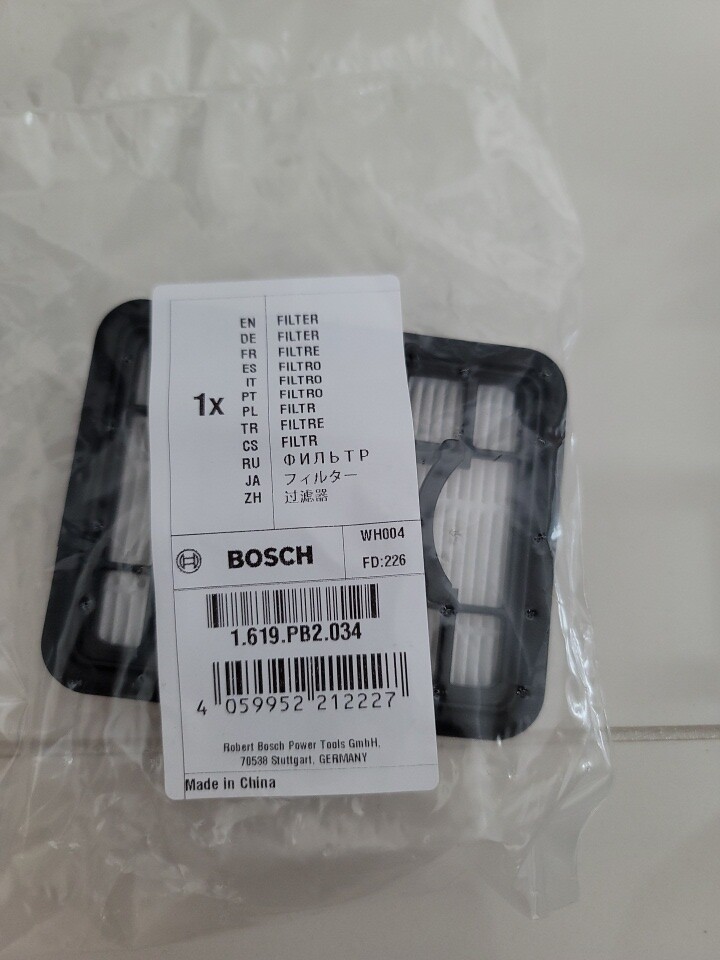 1x
EN FILTER
DE FILTER
FR FILTRE
ES FILTRO
IT FILTRO
PT FILTRO
PL FILTR
TR FILTRE
CS FILTR
RU ФИЛЬТР
JA フィルター
ZH 过滤器
BOSCH
WH004
FD:226
1.619.PB2.034
4 059952 212227
Robert Bosch Power Tools GmbH,
70538 Stuttgart, GERMANY
Made in China